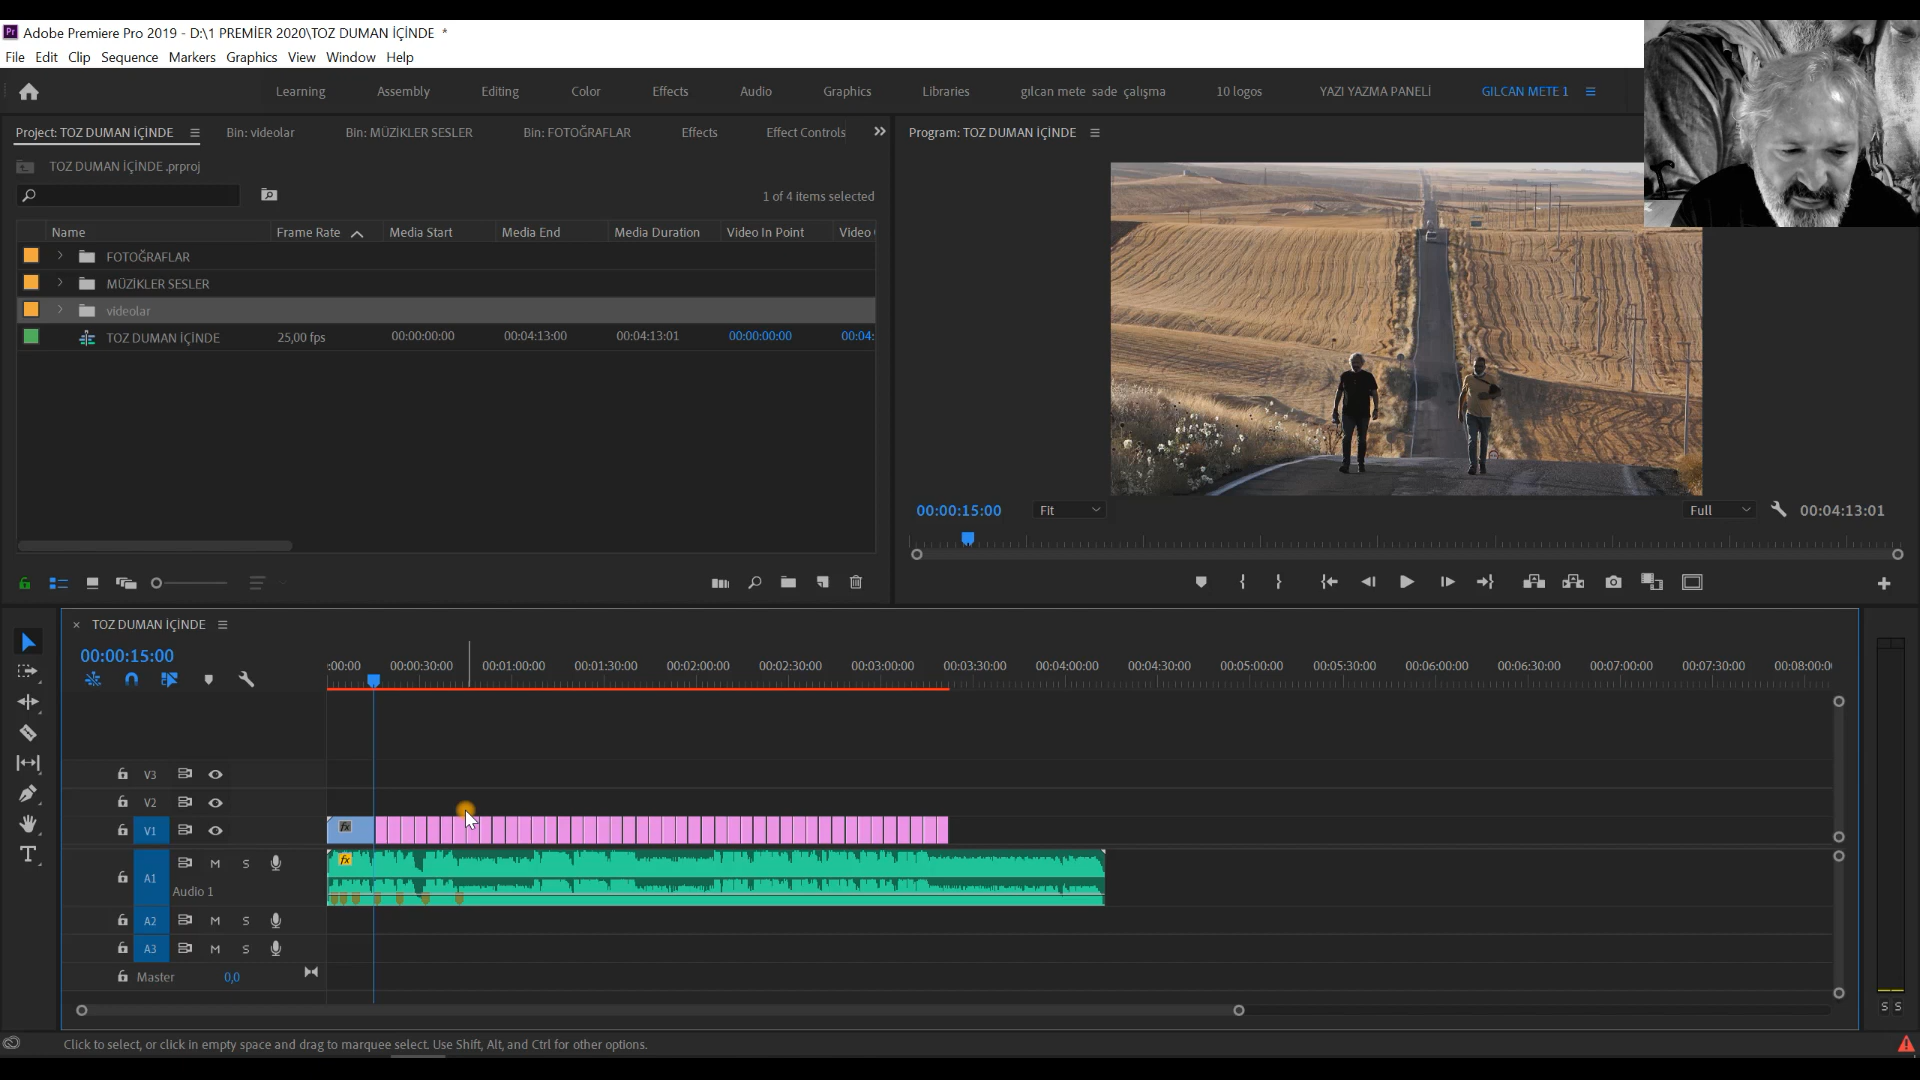 Adobe Premiere Pro 2019 - D:\1 PREMİER 2020\TOZ DUMAN İÇİNDE *
File Edit Clip Sequence Markers Graphics View Window Help
Learning Assembly Editing Color Effects Audio Graphics Libraries gılcan mete sade çalışma 10 logos YAZI YAZMA PANELİ GILCAN METE 1
Project: TOZ DUMAN İÇİNDE Bin: videolar Bin: MÜZİKLER SESLER Bin: FOTOĞRAFLAR Effects Effect Controls
Program: TOZ DUMAN İÇİNDE
TOZ DUMAN İÇİNDE .prproj
1 of 4 items selected
Name Frame Rate Media Start Media End Media Duration Video In Point Video
FOTOĞRAFLAR
MÜZİKLER SESLER
videolar
TOZ DUMAN İÇİNDE 25,00 fps 00:00:00:00 00:04:13:00 00:04:13:01 00:00:00:00 00:04:
00:00:15:00 Fit Full 00:04:13:01
TOZ DUMAN İÇİNDE
00:00:15:00
:00:00 00:00:30:00 00:01:00:00 00:01:30:00 00:02:00:00 00:02:30:00 00:03:00:00 00:03:30:00 00:04:00:00 00:04:30:00 00:05:00:00 00:05:30:00 00:06:00:00 00:06:30:00 00:07:00:00 00:07:30:00 00:08:00:0
V3
V2
V1 fx
A1 M S fx
Audio 1
A2 M S
A3 M S
Master 0,0
S S
Click to select, or click in empty space and drag to marquee select. Use Shift, Alt, and Ctrl for other options.